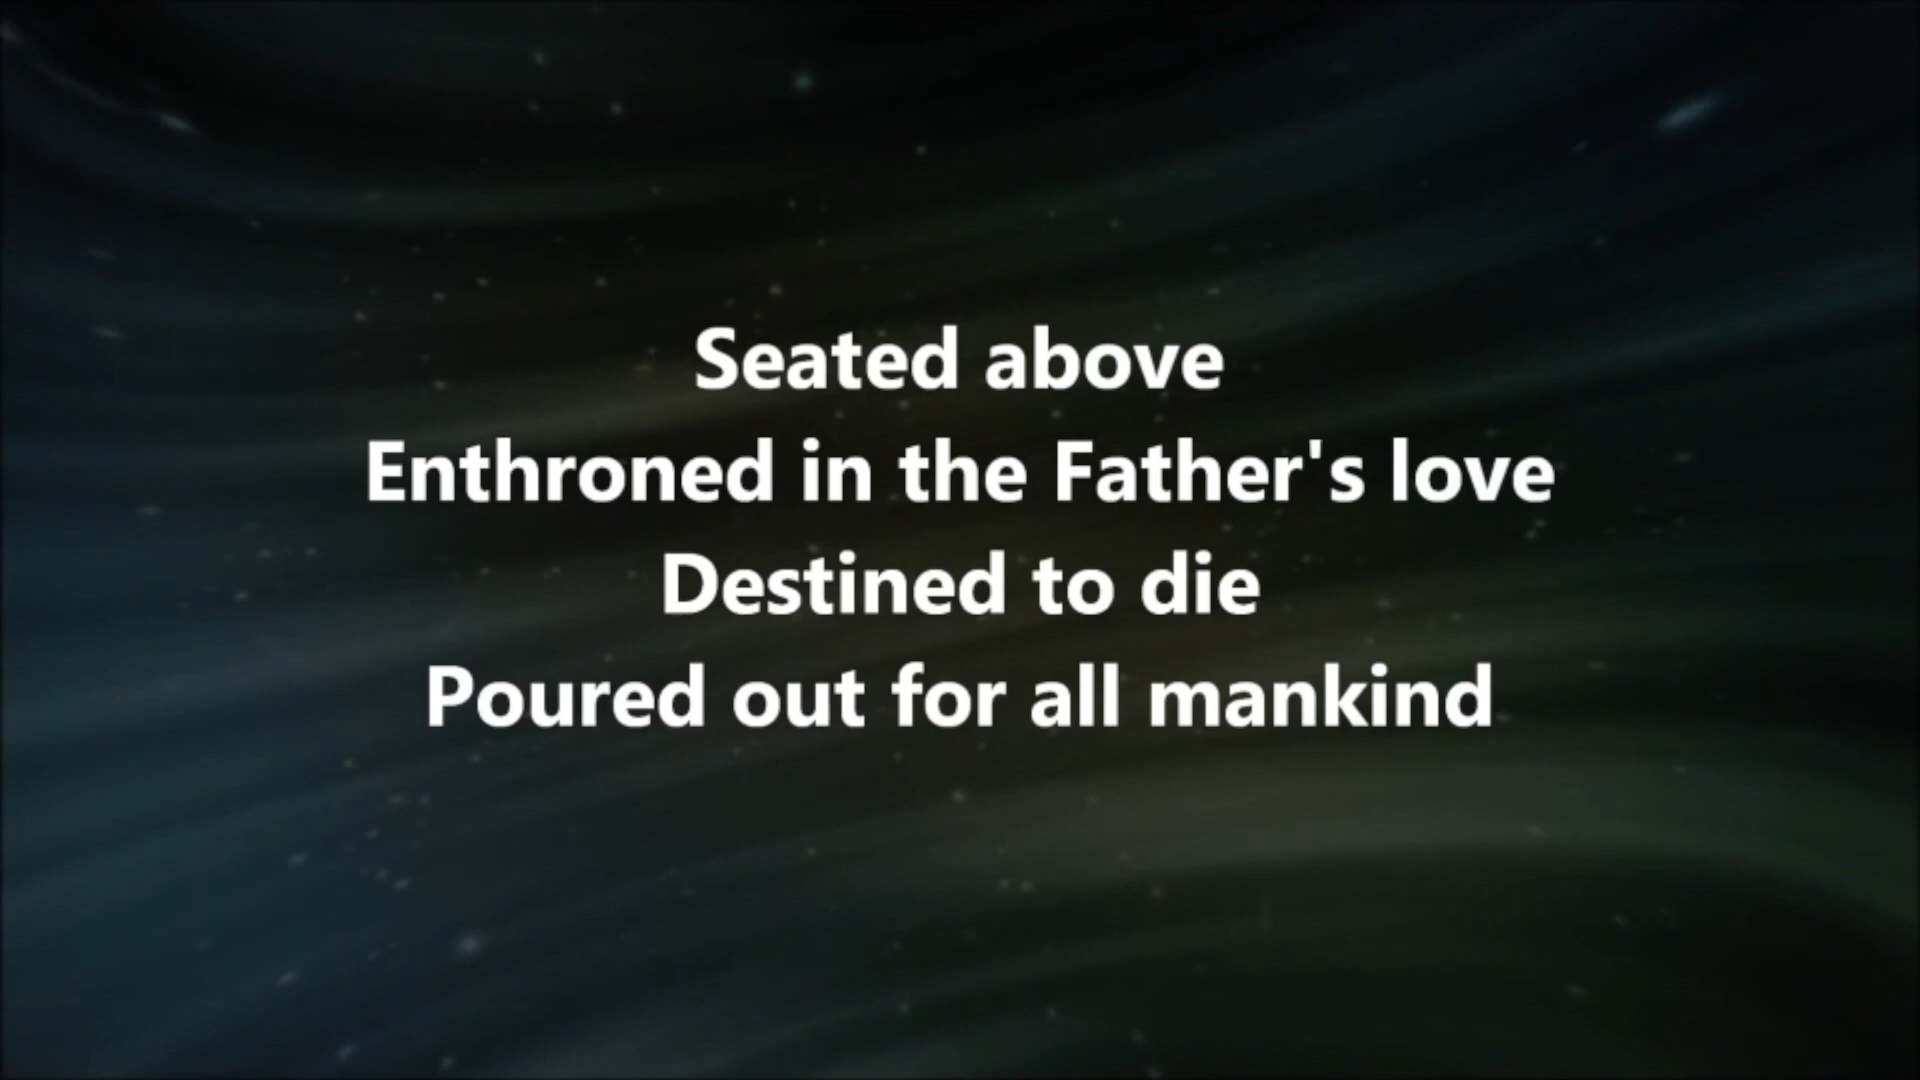 Seated above
Enthroned in the Father's love
Destined to die
Poured out for all mankind